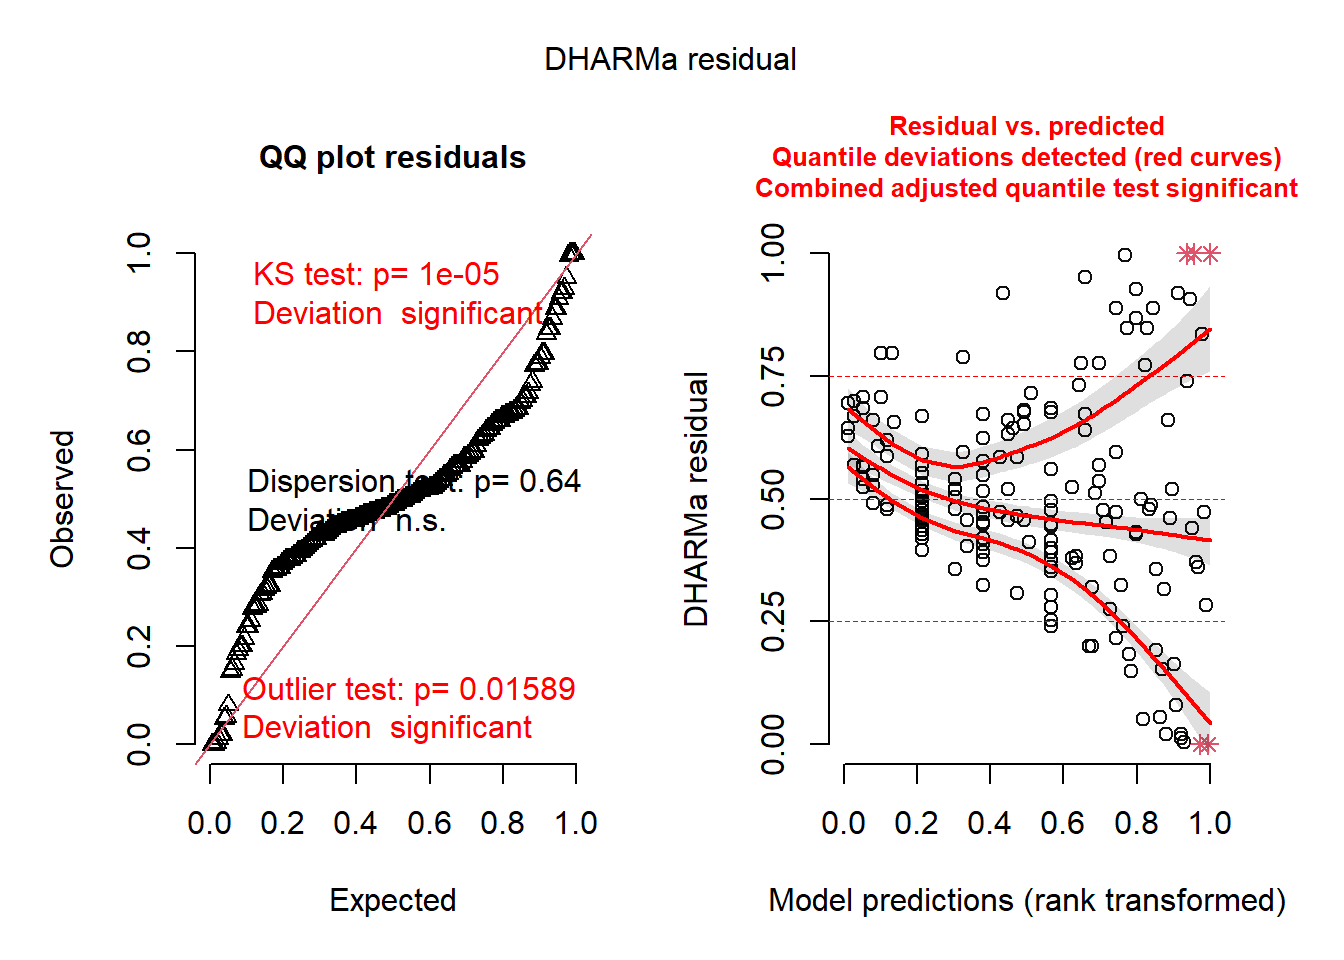 DHARMa residual
QQ plot residuals
KS test: p= 1e-05
Deviation  significant
Dispersion test: p= 0.64
Deviation  n.s.
Outlier test: p= 0.01589
Deviation  significant
Observed
0.0
0.2
0.4
0.6
0.8
1.0
0.0 0.2 0.4 0.6 0.8 1.0
Expected
Residual vs. predicted
Quantile deviations detected (red curves)
Combined adjusted quantile test significant
DHARMa residual
0.00
0.25
0.50
0.75
1.00
0.0 0.2 0.4 0.6 0.8 1.0
Model predictions (rank transformed)